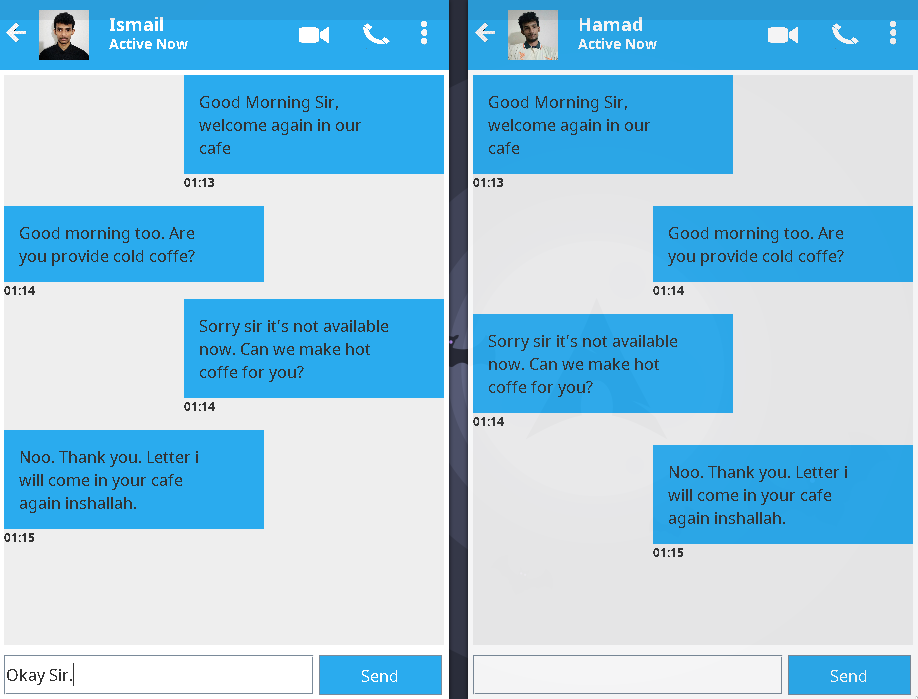 Ismail
Active Now
Good Morning Sir,
welcome again in our
cafe
01:13
Good morning too. Are
you provide cold coffe?
01:14
Sorry sir it's not available
now. Can we make hot
coffe for you?
01:14
Noo. Thank you. Letter i
will come in your cafe
again inshallah.
01:15
Okay Sir.
Send
Hamad
Active Now
Good Morning Sir,
welcome again in our
cafe
01:13
Good morning too. Are
you provide cold coffe?
01:14
Sorry sir it's not available
now. Can we make hot
coffe for you?
01:14
Noo. Thank you. Letter i
will come in your cafe
again inshallah.
01:15
Send